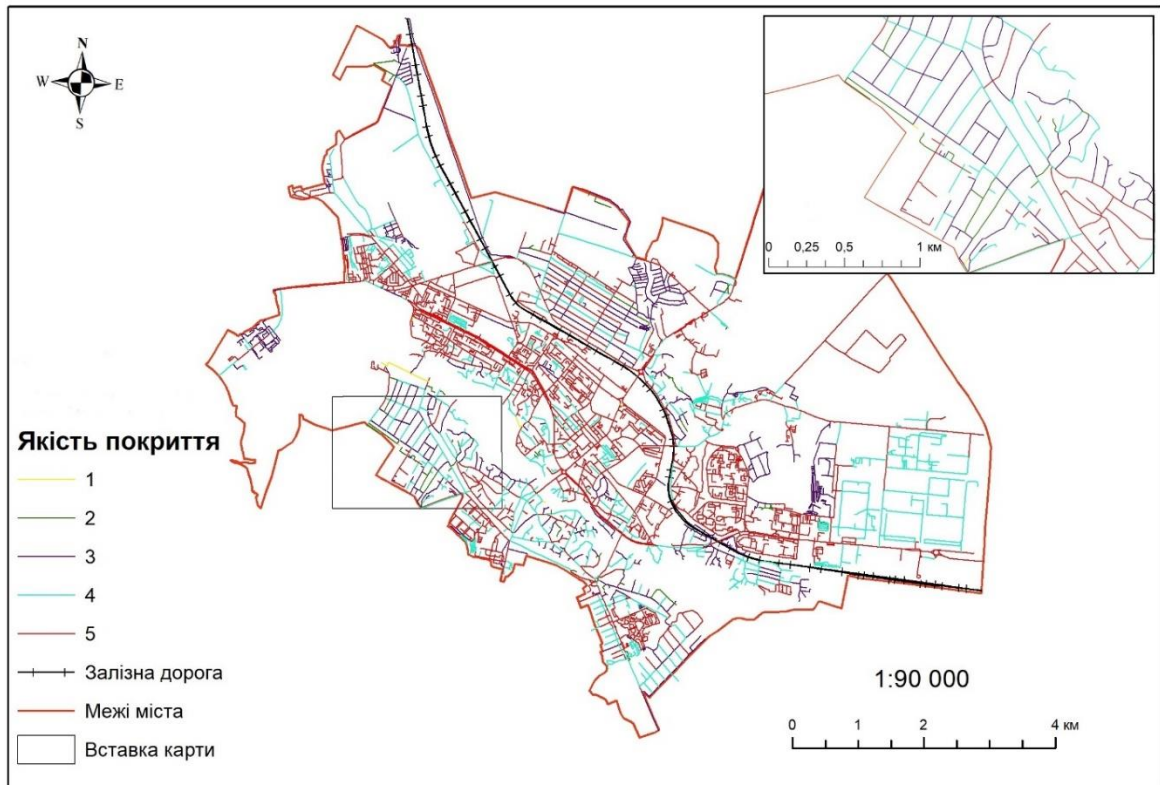 N
W E
S
0 0,25 0,5 1 км
Якість покриття
1
2
3
4
5
Залізна дорога
Межі міста
Вставка карти
1:90 000
0 1 2 4 км